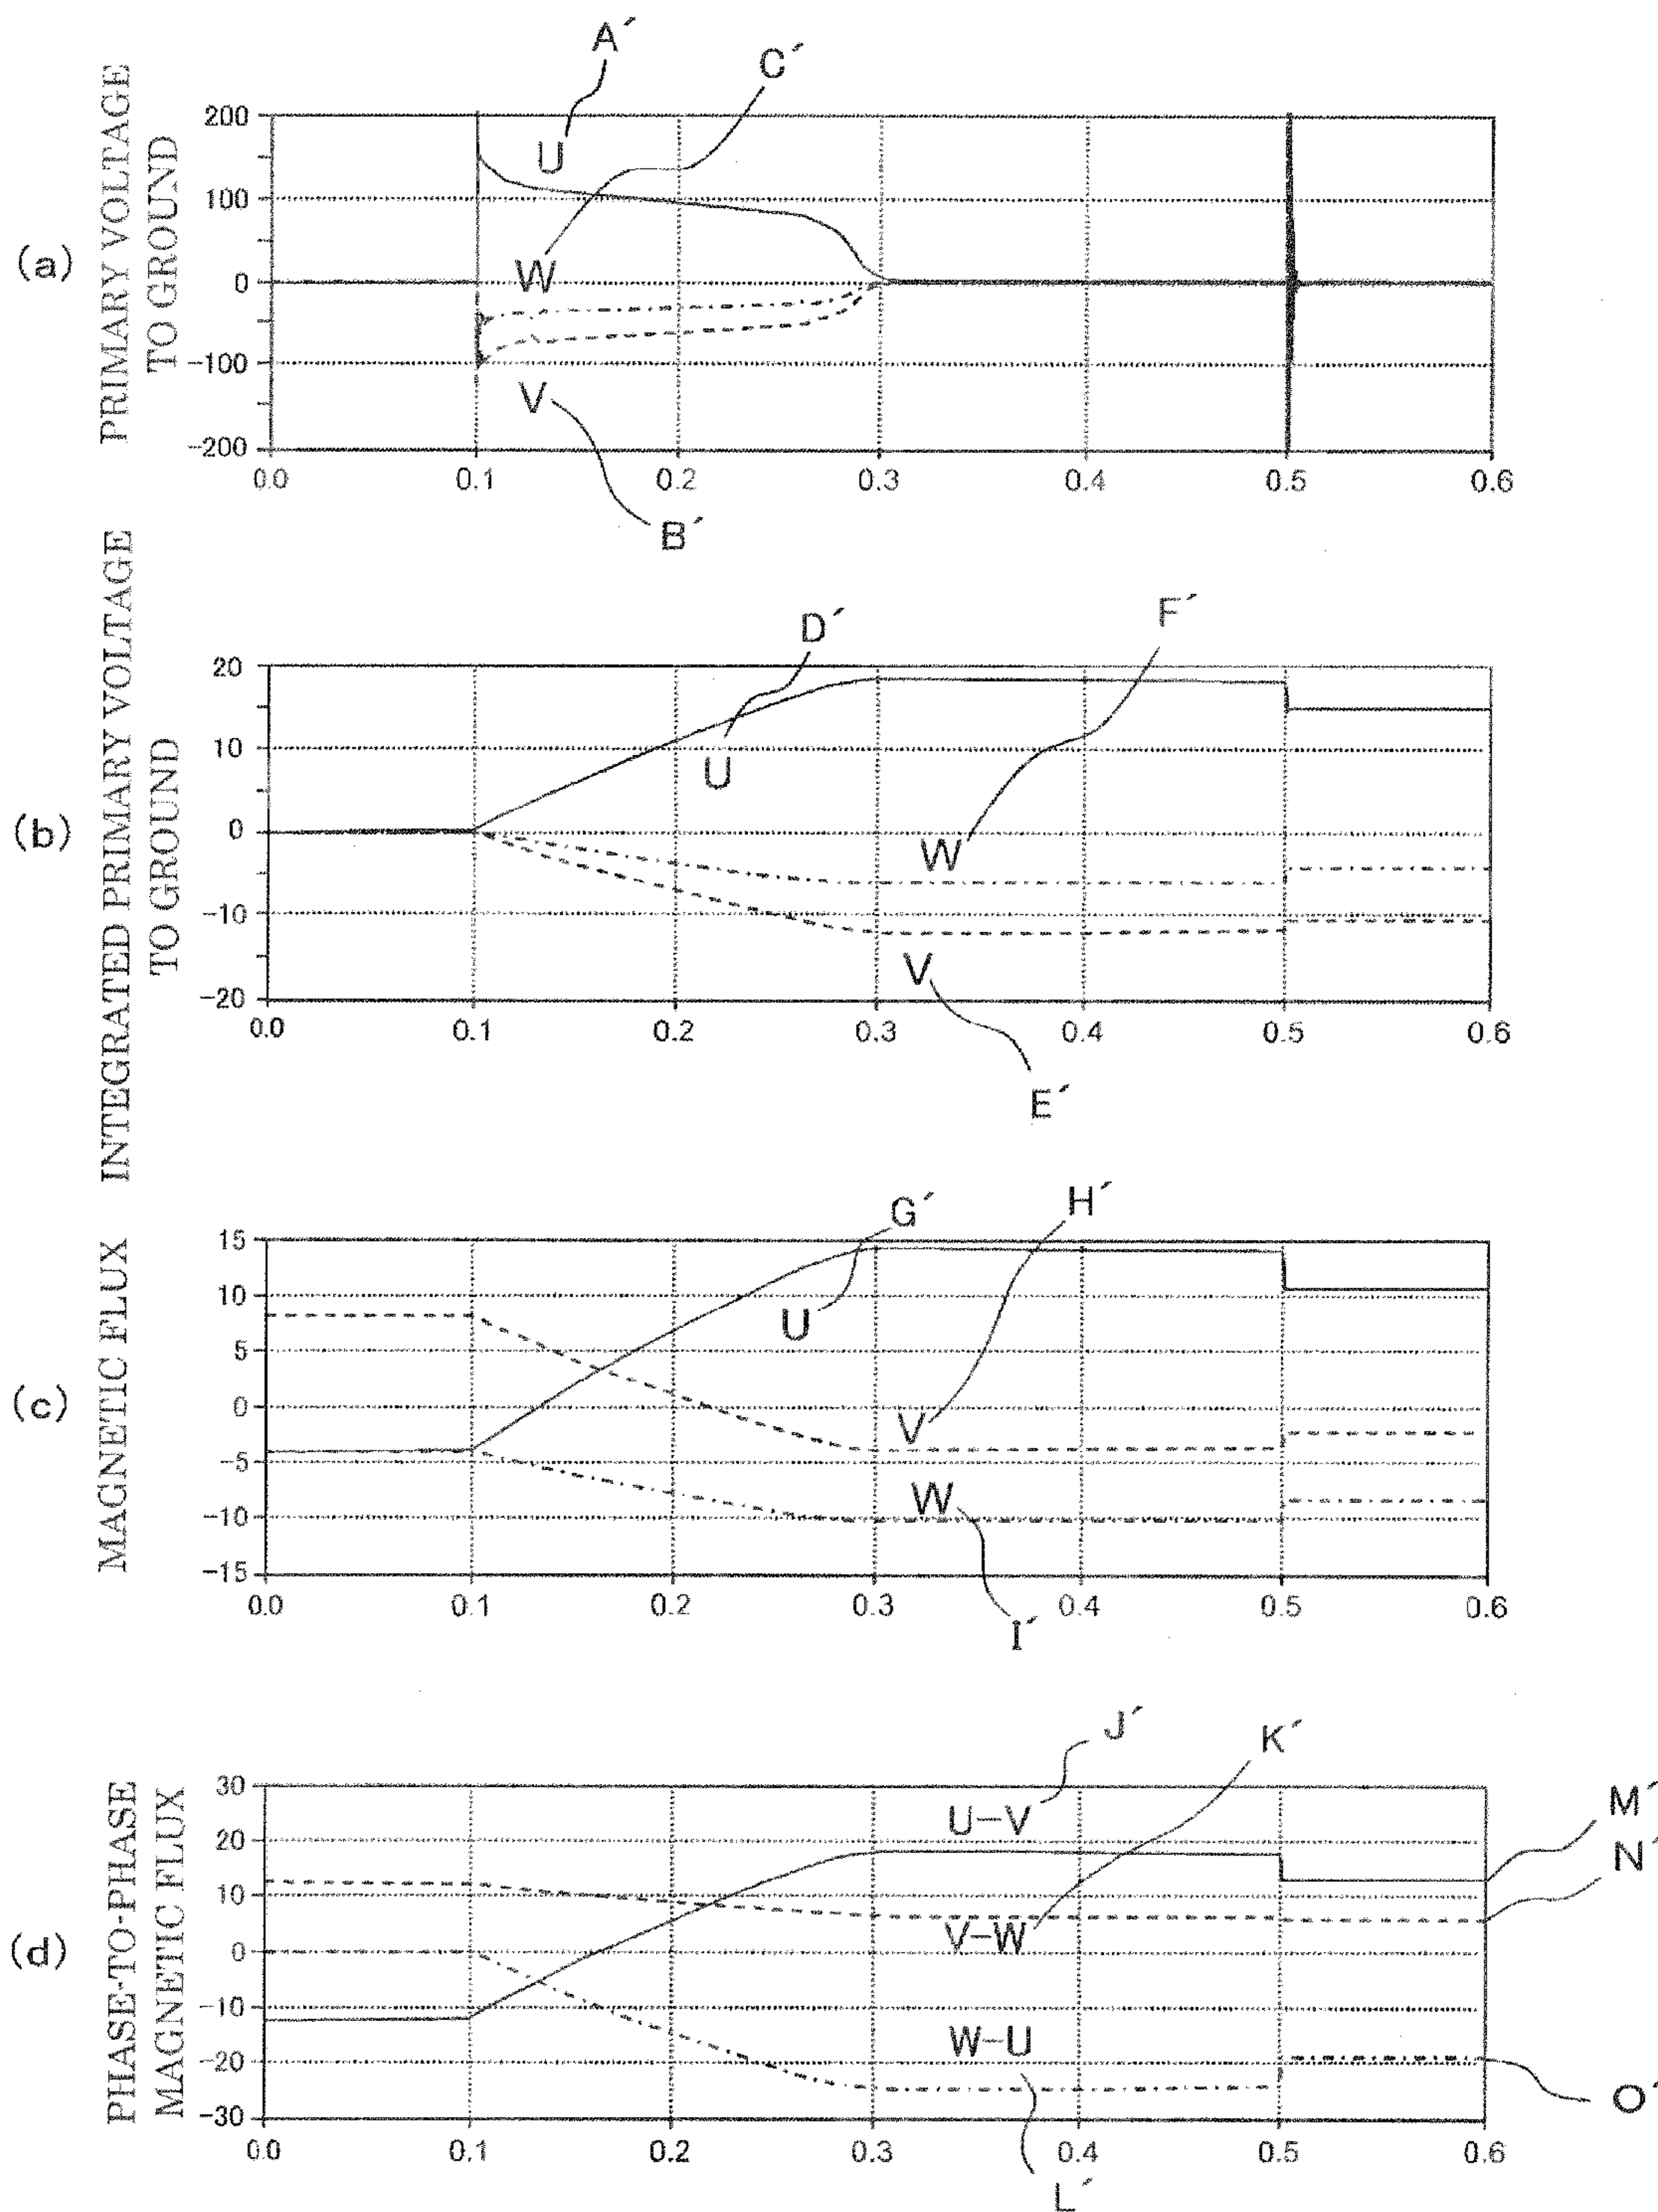 (a)
PRIMARY VOLTAGE
TO GROUND
A´
C´
200
100
0
-100
-200
U
W
V
0.0 0.1 0.2 0.3 0.4 0.5 0.6
B´
(b)
INTEGRATED PRIMARY VOLTAGE
TO GROUND
D´
F´
20
10
0
-10
-20
U
W
V
0.0 0.1 0.2 0.3 0.4 0.5 0.6
E´
(c)
MAGNETIC FLUX
G´
H´
15
10
5
0
-5
-10
-15
U
V
W
0.0 0.1 0.2 0.3 0.4 0.5 0.6
I´
(d)
PHASE-TO-PHASE
MAGNETIC FLUX
J´
K´
30
20
10
0
-10
-20
-30
U-V
V-W
W-U
M´
N´
O´
0.0 0.1 0.2 0.3 0.4 0.5 0.6
L´